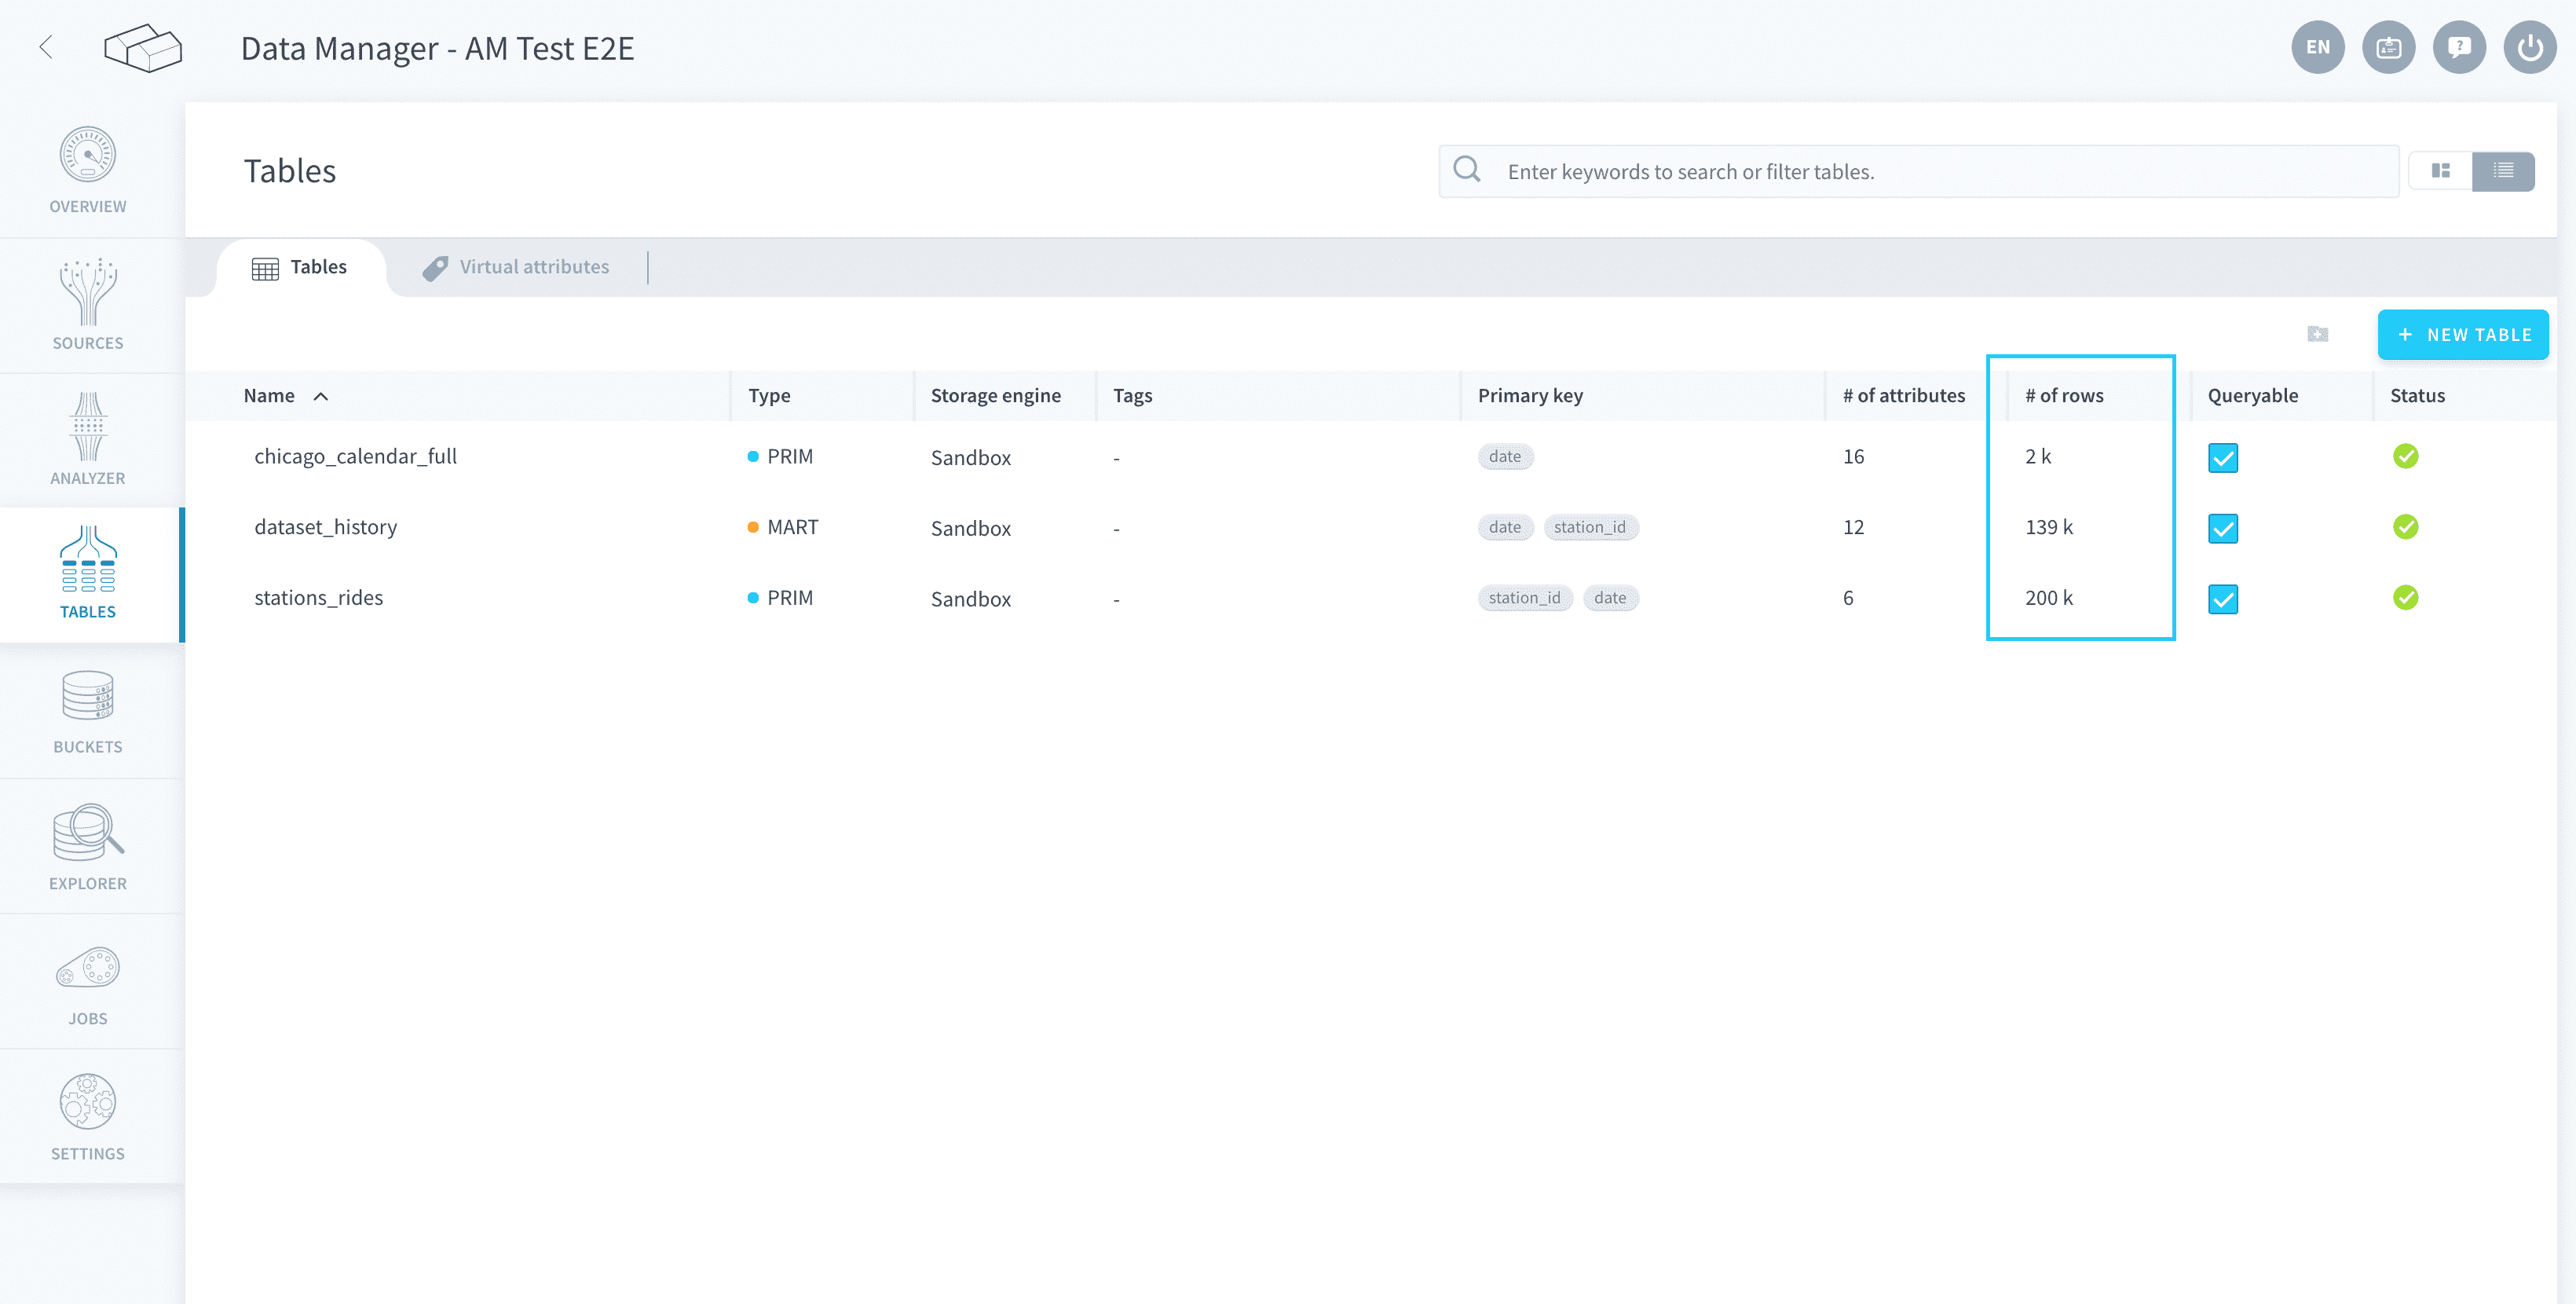 Data Manager - AM Test E2E
EN
OVERVIEW
SOURCES
ANALYZER
TABLES
BUCKETS
EXPLORER
JOBS
SETTINGS
Tables
Enter keywords to search or filter tables.
Tables Virtual attributes
+ NEW TABLE
Name Type Storage engine Tags Primary key # of attributes # of rows Queryable Status
chicago_calendar_full PRIM Sandbox - date 16 2 k
dataset_history MART Sandbox - date station_id 12 139 k
stations_rides PRIM Sandbox - station_id date 6 200 k